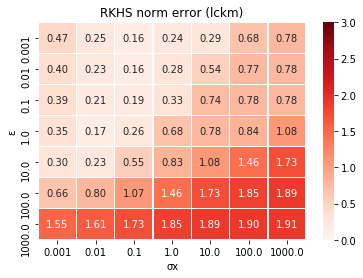 RKHS norm error (lckm)
ε
0.001 0.47 0.25 0.16 0.24 0.29 0.68 0.78
0.01 0.40 0.23 0.16 0.28 0.54 0.77 0.78
0.1 0.39 0.21 0.19 0.33 0.74 0.78 0.78
1.0 0.35 0.17 0.26 0.68 0.78 0.84 1.08
10.0 0.30 0.23 0.55 0.83 1.08 1.46 1.73
100.0 0.66 0.80 1.07 1.46 1.73 1.85 1.89
1000.0 1.55 1.61 1.73 1.85 1.89 1.90 1.91
0.001 0.01 0.1 1.0 10.0 100.0 1000.0
σx
3.0
2.5
2.0
1.5
1.0
0.5
0.0